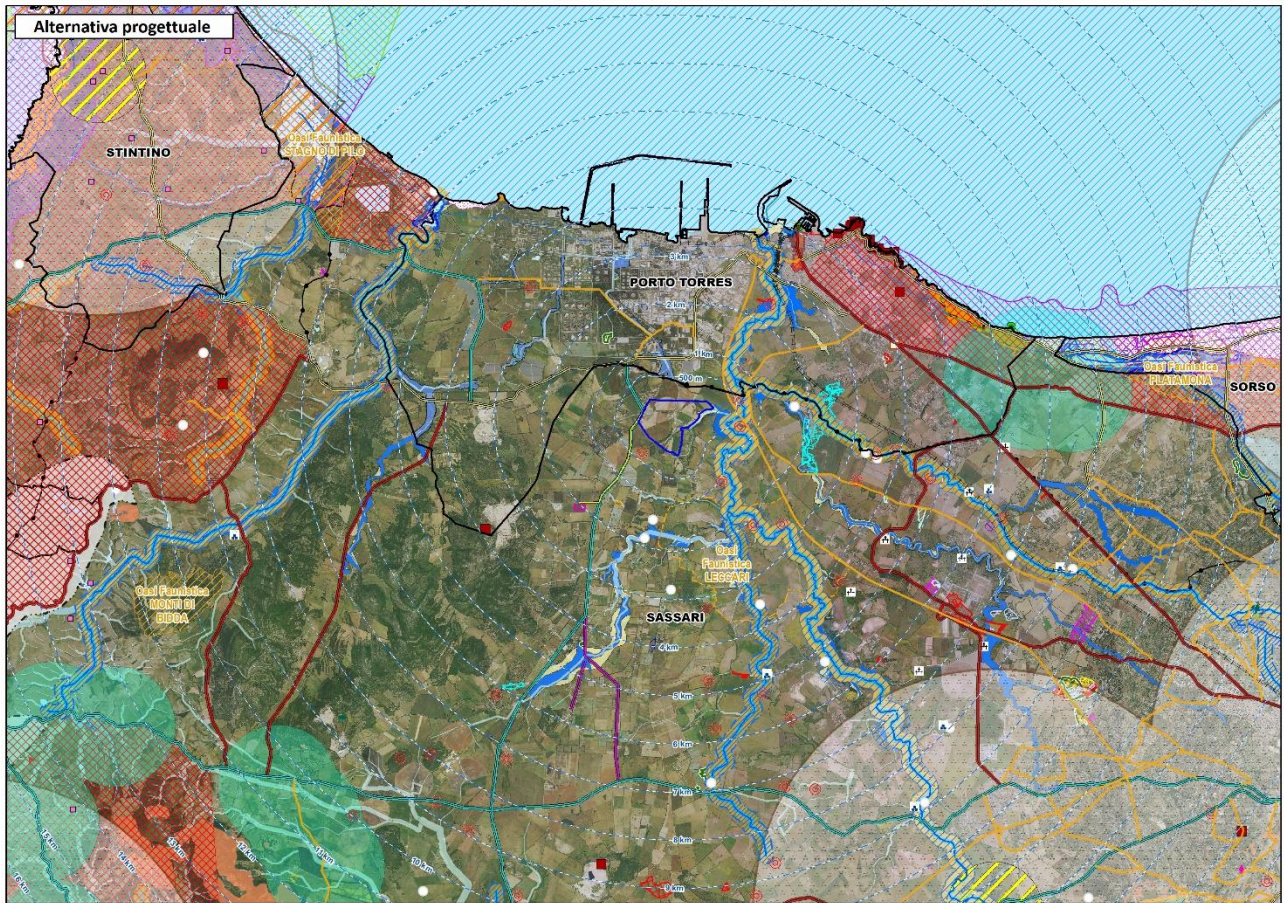 Alternativa progettuale
STINTINO
Oasi Faunistica
STAGNO DI PILO
3 km
PORTO TORRES
2 km
1 km
500 m
Oasi Faunistica
PLATAMONA
SORSO
Oasi
Faunistica
LECCARI
Oasi Faunistica
MONTI DI
BIDDA
SASSARI
4 km
5 km
6 km
7 km
8 km
9 km
10 km
11 km
12 km
13 km
14 km
15 km
16 km